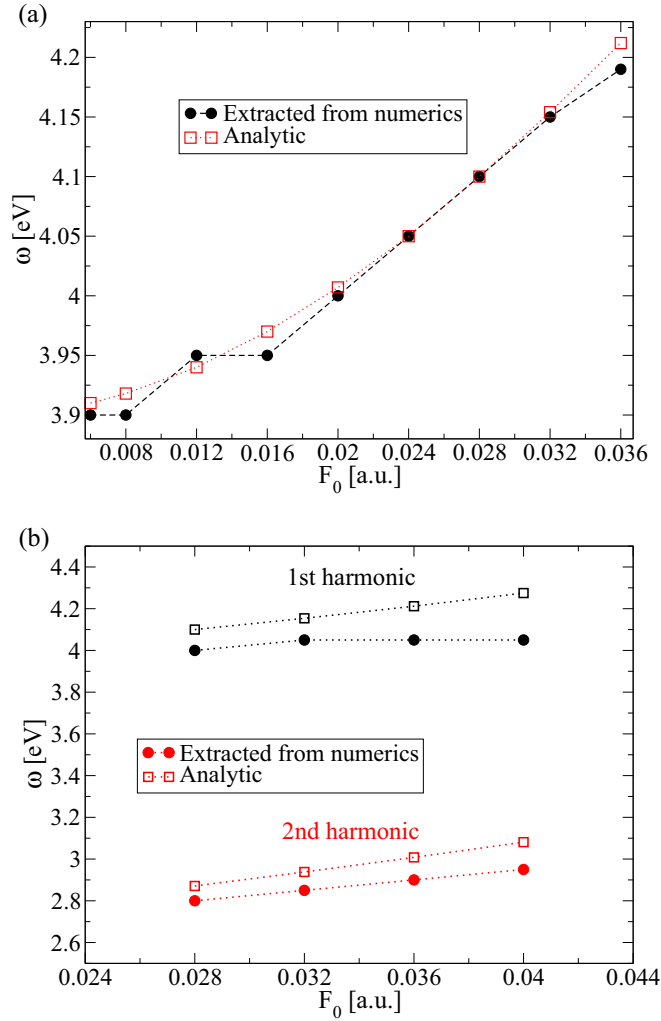 (a)
4.2
4.15
4.1
4.05
4
3.95
3.9
ω [eV]
Extracted from numerics
Analytic
0.008 0.012 0.016 0.02 0.024 0.028 0.032 0.036
F0 [a.u.]
(b)
4.4
4.2
4
3.8
3.6
3.4
3.2
3
2.8
2.6
ω [eV]
1st harmonic
Extracted from numerics
Analytic
2nd harmonic
0.024 0.028 0.032 0.036 0.04 0.044
F0 [a.u.]